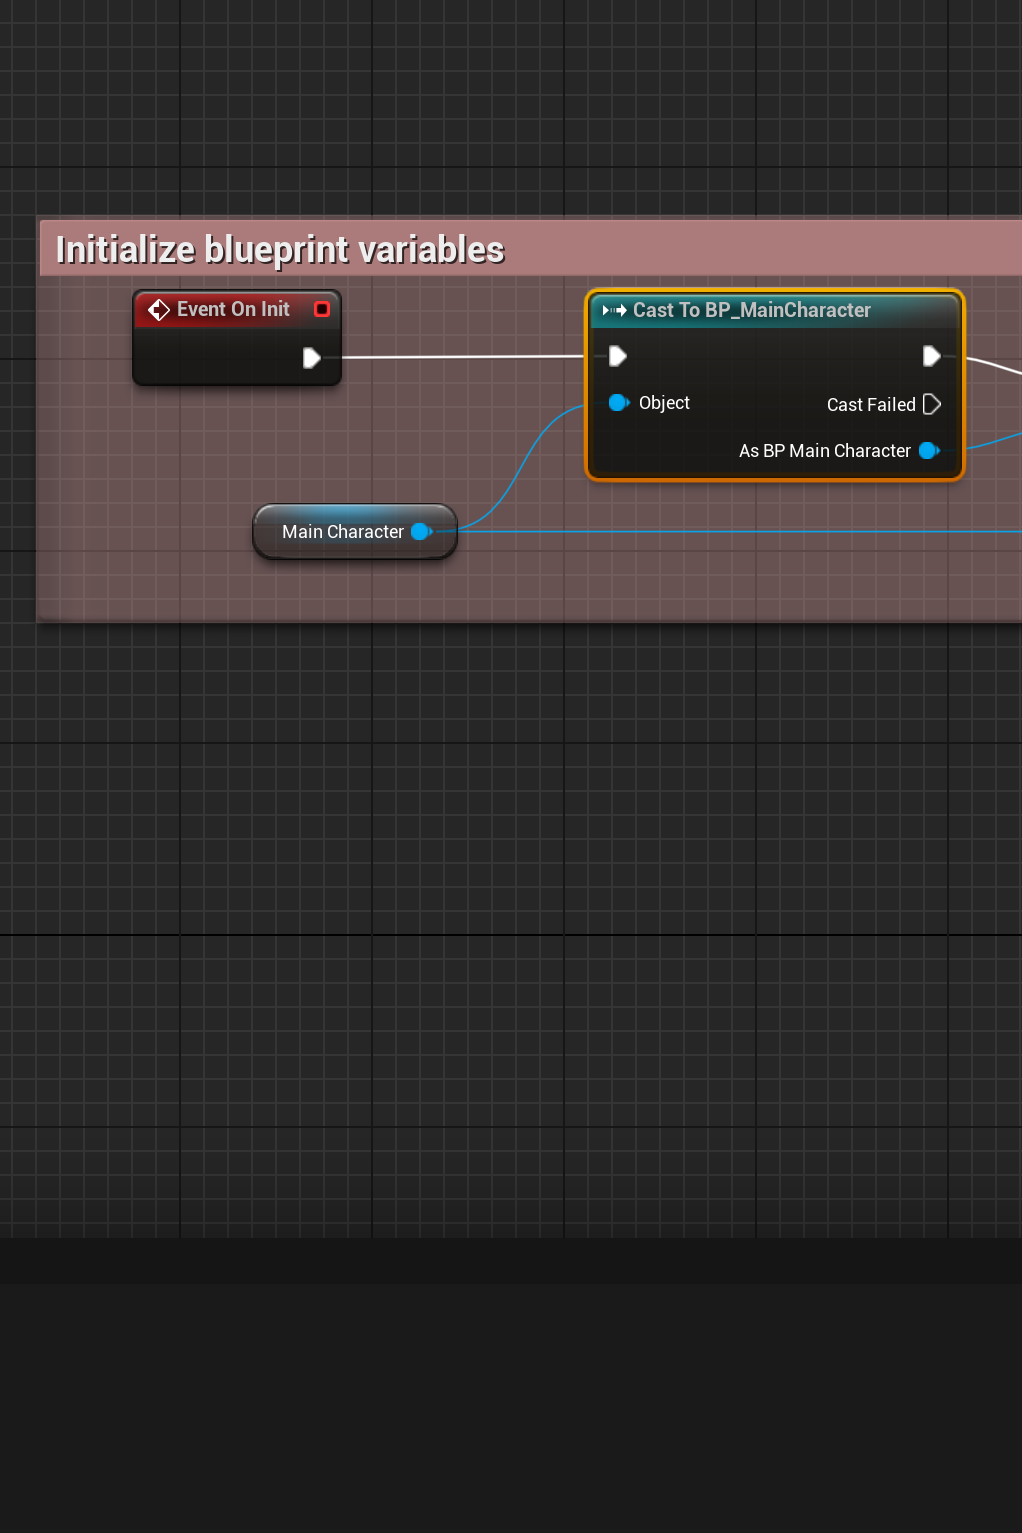 Initialize blueprint variables
Event On Init
Cast To BP_MainCharacter
Object
Cast Failed
As BP Main Character
Main Character